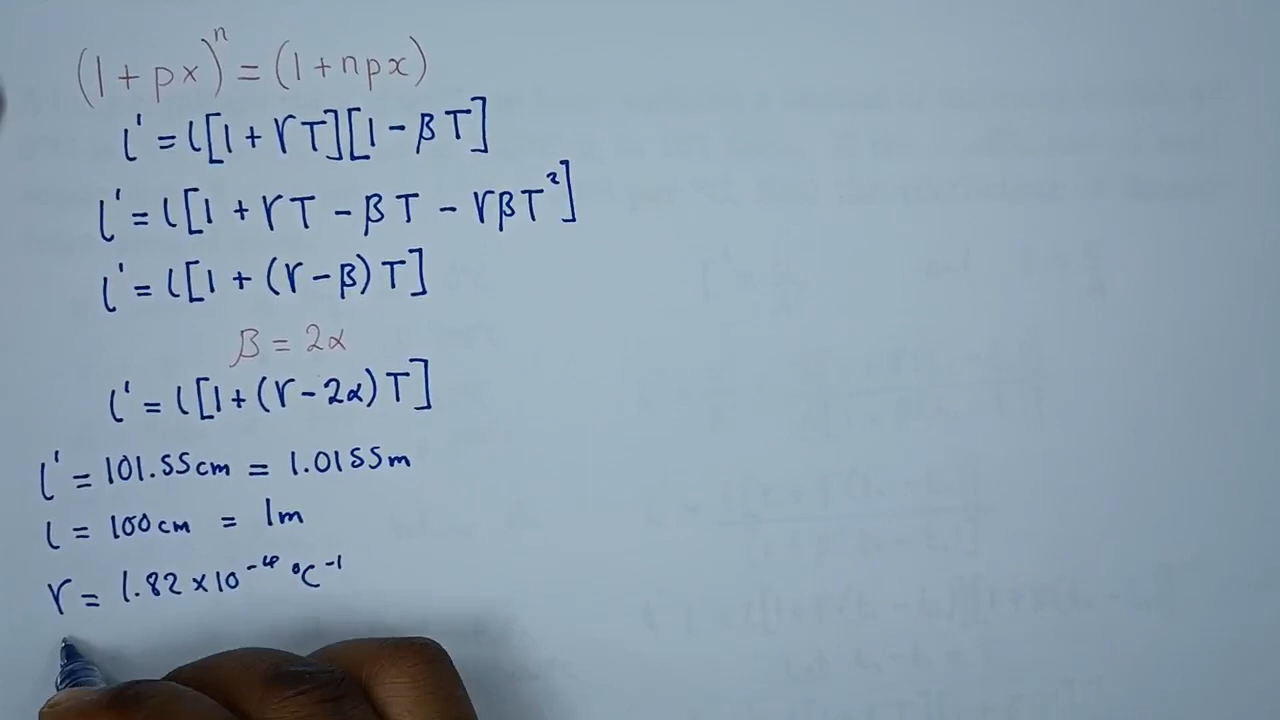 (1+px)ⁿ = (1+npx)
l' = l[1+γT][1-βT]
l' = l[1+γT - βT - γβT²]
l' = l[1+(γ-β)T]
β = 2α
l' = l[1+(γ-2α)T]
l' = 101.55cm = 1.0155m
l = 100cm = 1m
γ = 1.82×10⁻⁴ °C⁻¹